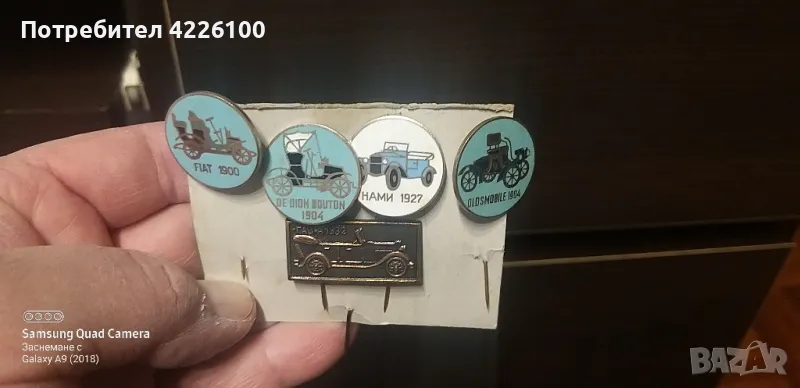 Потребител 4226100
FIAT 1900
DE DION BOUTON
1904
НАМИ 1927
OLDSMOBILE 1904
Samsung Quad Camera
Заснемане с
Galaxy A9 (2018)
BAZAR